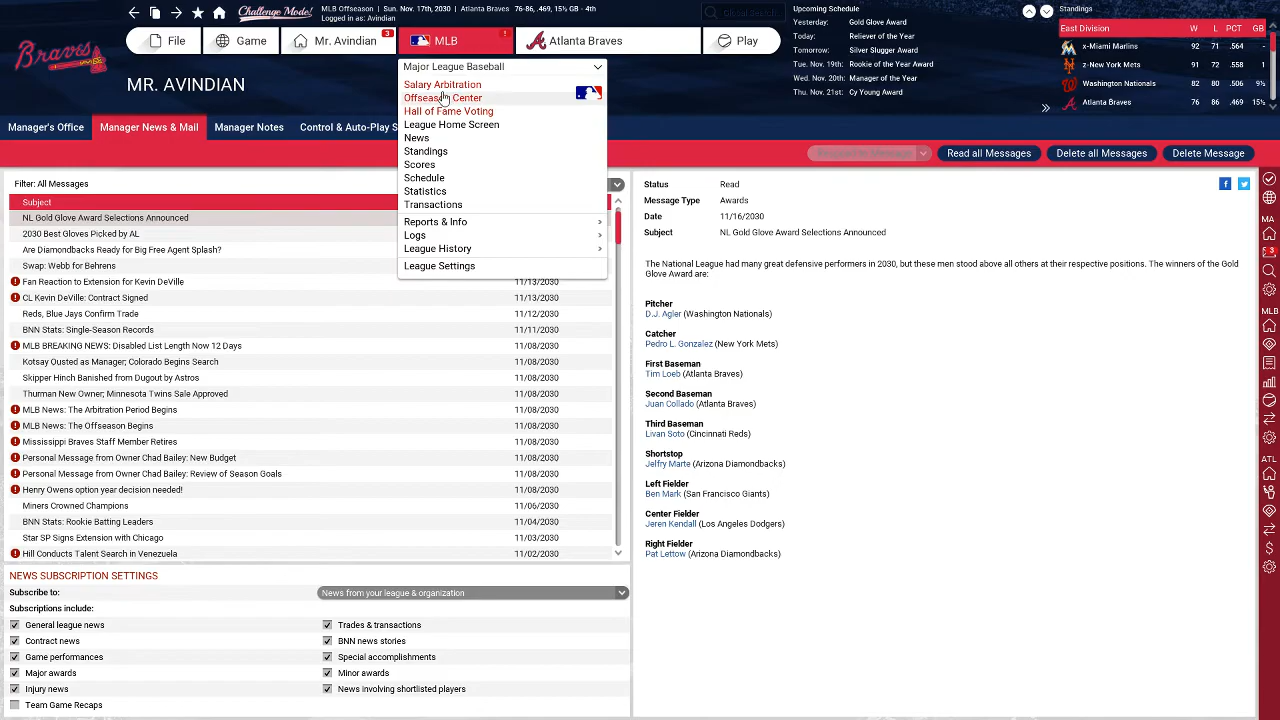 Challenge Mode!
MLB Offseason | Sun. Nov. 17th, 2030 | Atlanta Braves 76-86, .469, 15½ GB - 4th
Logged in as: Avindian
Global Search
Upcoming Schedule
Yesterday: Gold Glove Award
Today: Reliever of the Year
Tomorrow: Silver Slugger Award
Tue. Nov. 19th: Rookie of the Year Award
Wed. Nov. 20th: Manager of the Year
Thu. Nov. 21st: Cy Young Award
Standings
East Division W L PCT GB
x-Miami Marlins 92 71 .564 -
z-New York Mets 91 72 .558 1
Washington Nationals 82 80 .506 9½
Atlanta Braves 76 86 .469 15½
File
Game
Mr. Avindian 3
MLB !
Atlanta Braves
Play
Braves
MR. AVINDIAN
Manager's Office
Manager News & Mail
Manager Notes
Control & Auto-Play S
Major League Baseball
Salary Arbitration
Offseason Center
Hall of Fame Voting
League Home Screen
News
Standings
Scores
Schedule
Statistics
Transactions
Reports & Info
Logs
League History
League Settings
Read all Messages
Delete all Messages
Delete Message
Filter: All Messages
Subject
NL Gold Glove Award Selections Announced
2030 Best Gloves Picked by AL
Are Diamondbacks Ready for Big Free Agent Splash?
Swap: Webb for Behrens
Fan Reaction to Extension for Kevin DeVille 11/13/2030
CL Kevin DeVille: Contract Signed 11/13/2030
Reds, Blue Jays Confirm Trade 11/12/2030
BNN Stats: Single-Season Records 11/11/2030
MLB BREAKING NEWS: Disabled List Length Now 12 Days 11/08/2030
Kotsay Ousted as Manager; Colorado Begins Search 11/08/2030
Skipper Hinch Banished from Dugout by Astros 11/08/2030
Thurman New Owner; Minnesota Twins Sale Approved 11/08/2030
MLB News: The Arbitration Period Begins 11/08/2030
MLB News: The Offseason Begins 11/08/2030
Mississippi Braves Staff Member Retires 11/08/2030
Personal Message from Owner Chad Bailey: New Budget 11/08/2030
Personal Message from Owner Chad Bailey: Review of Season Goals 11/08/2030
Henry Owens option year decision needed! 11/08/2030
Miners Crowned Champions 11/06/2030
BNN Stats: Rookie Batting Leaders 11/04/2030
Star SP Signs Extension with Chicago 11/03/2030
Hill Conducts Talent Search in Venezuela 11/02/2030
NEWS SUBSCRIPTION SETTINGS
Subscribe to: News from your league & organization
Subscriptions include:
General league news Trades & transactions
Contract news BNN news stories
Game performances Special accomplishments
Major awards Minor awards
Injury news News involving shortlisted players
Team Game Recaps
Status Read
Message Type Awards
Date 11/16/2030
Subject NL Gold Glove Award Selections Announced
The National League had many great defensive performers in 2030, but these men stood above all others at their respective positions. The winners of the Gold
Glove Award are:
Pitcher
D.J. Agler (Washington Nationals)
Catcher
Pedro L. Gonzalez (New York Mets)
First Baseman
Tim Loeb (Atlanta Braves)
Second Baseman
Juan Collado (Atlanta Braves)
Third Baseman
Livan Soto (Cincinnati Reds)
Shortstop
Jelfry Marte (Arizona Diamondbacks)
Left Fielder
Ben Mark (San Francisco Giants)
Center Fielder
Jeren Kendall (Los Angeles Dodgers)
Right Fielder
Pat Lettow (Arizona Diamondbacks)
MA
3
MLB
ATL